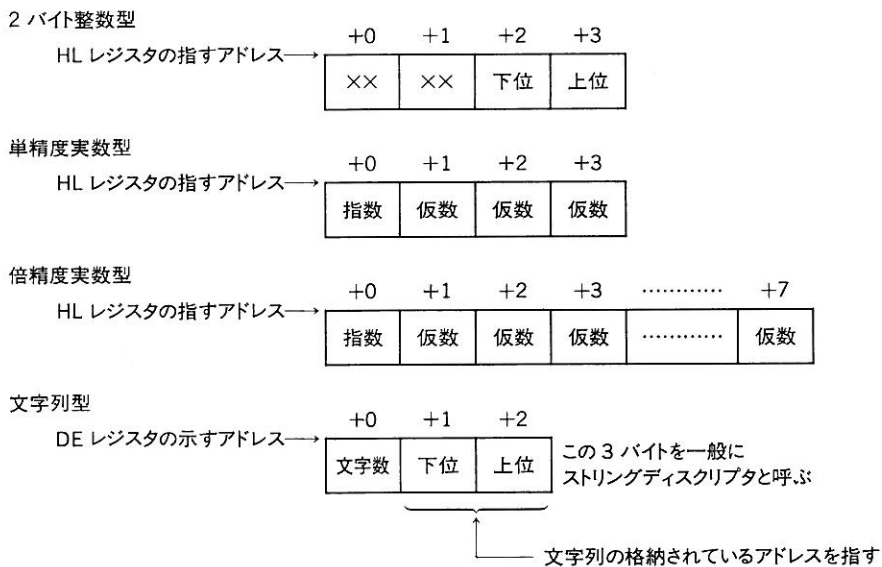 2 バイト整数型
+0 +1 +2 +3
HL レジスタの指すアドレス
×× ×× 下位 上位
単精度実数型
+0 +1 +2 +3
HL レジスタの指すアドレス
指数 仮数 仮数 仮数
倍精度実数型
+0 +1 +2 +3 ………… +7
HL レジスタの指すアドレス
指数 仮数 仮数 仮数 ………… 仮数
文字列型
+0 +1 +2
DE レジスタの示すアドレス
文字数 下位 上位
この 3 バイトを一般に
ストリングディスクリプタと呼ぶ
文字列の格納されているアドレスを指す